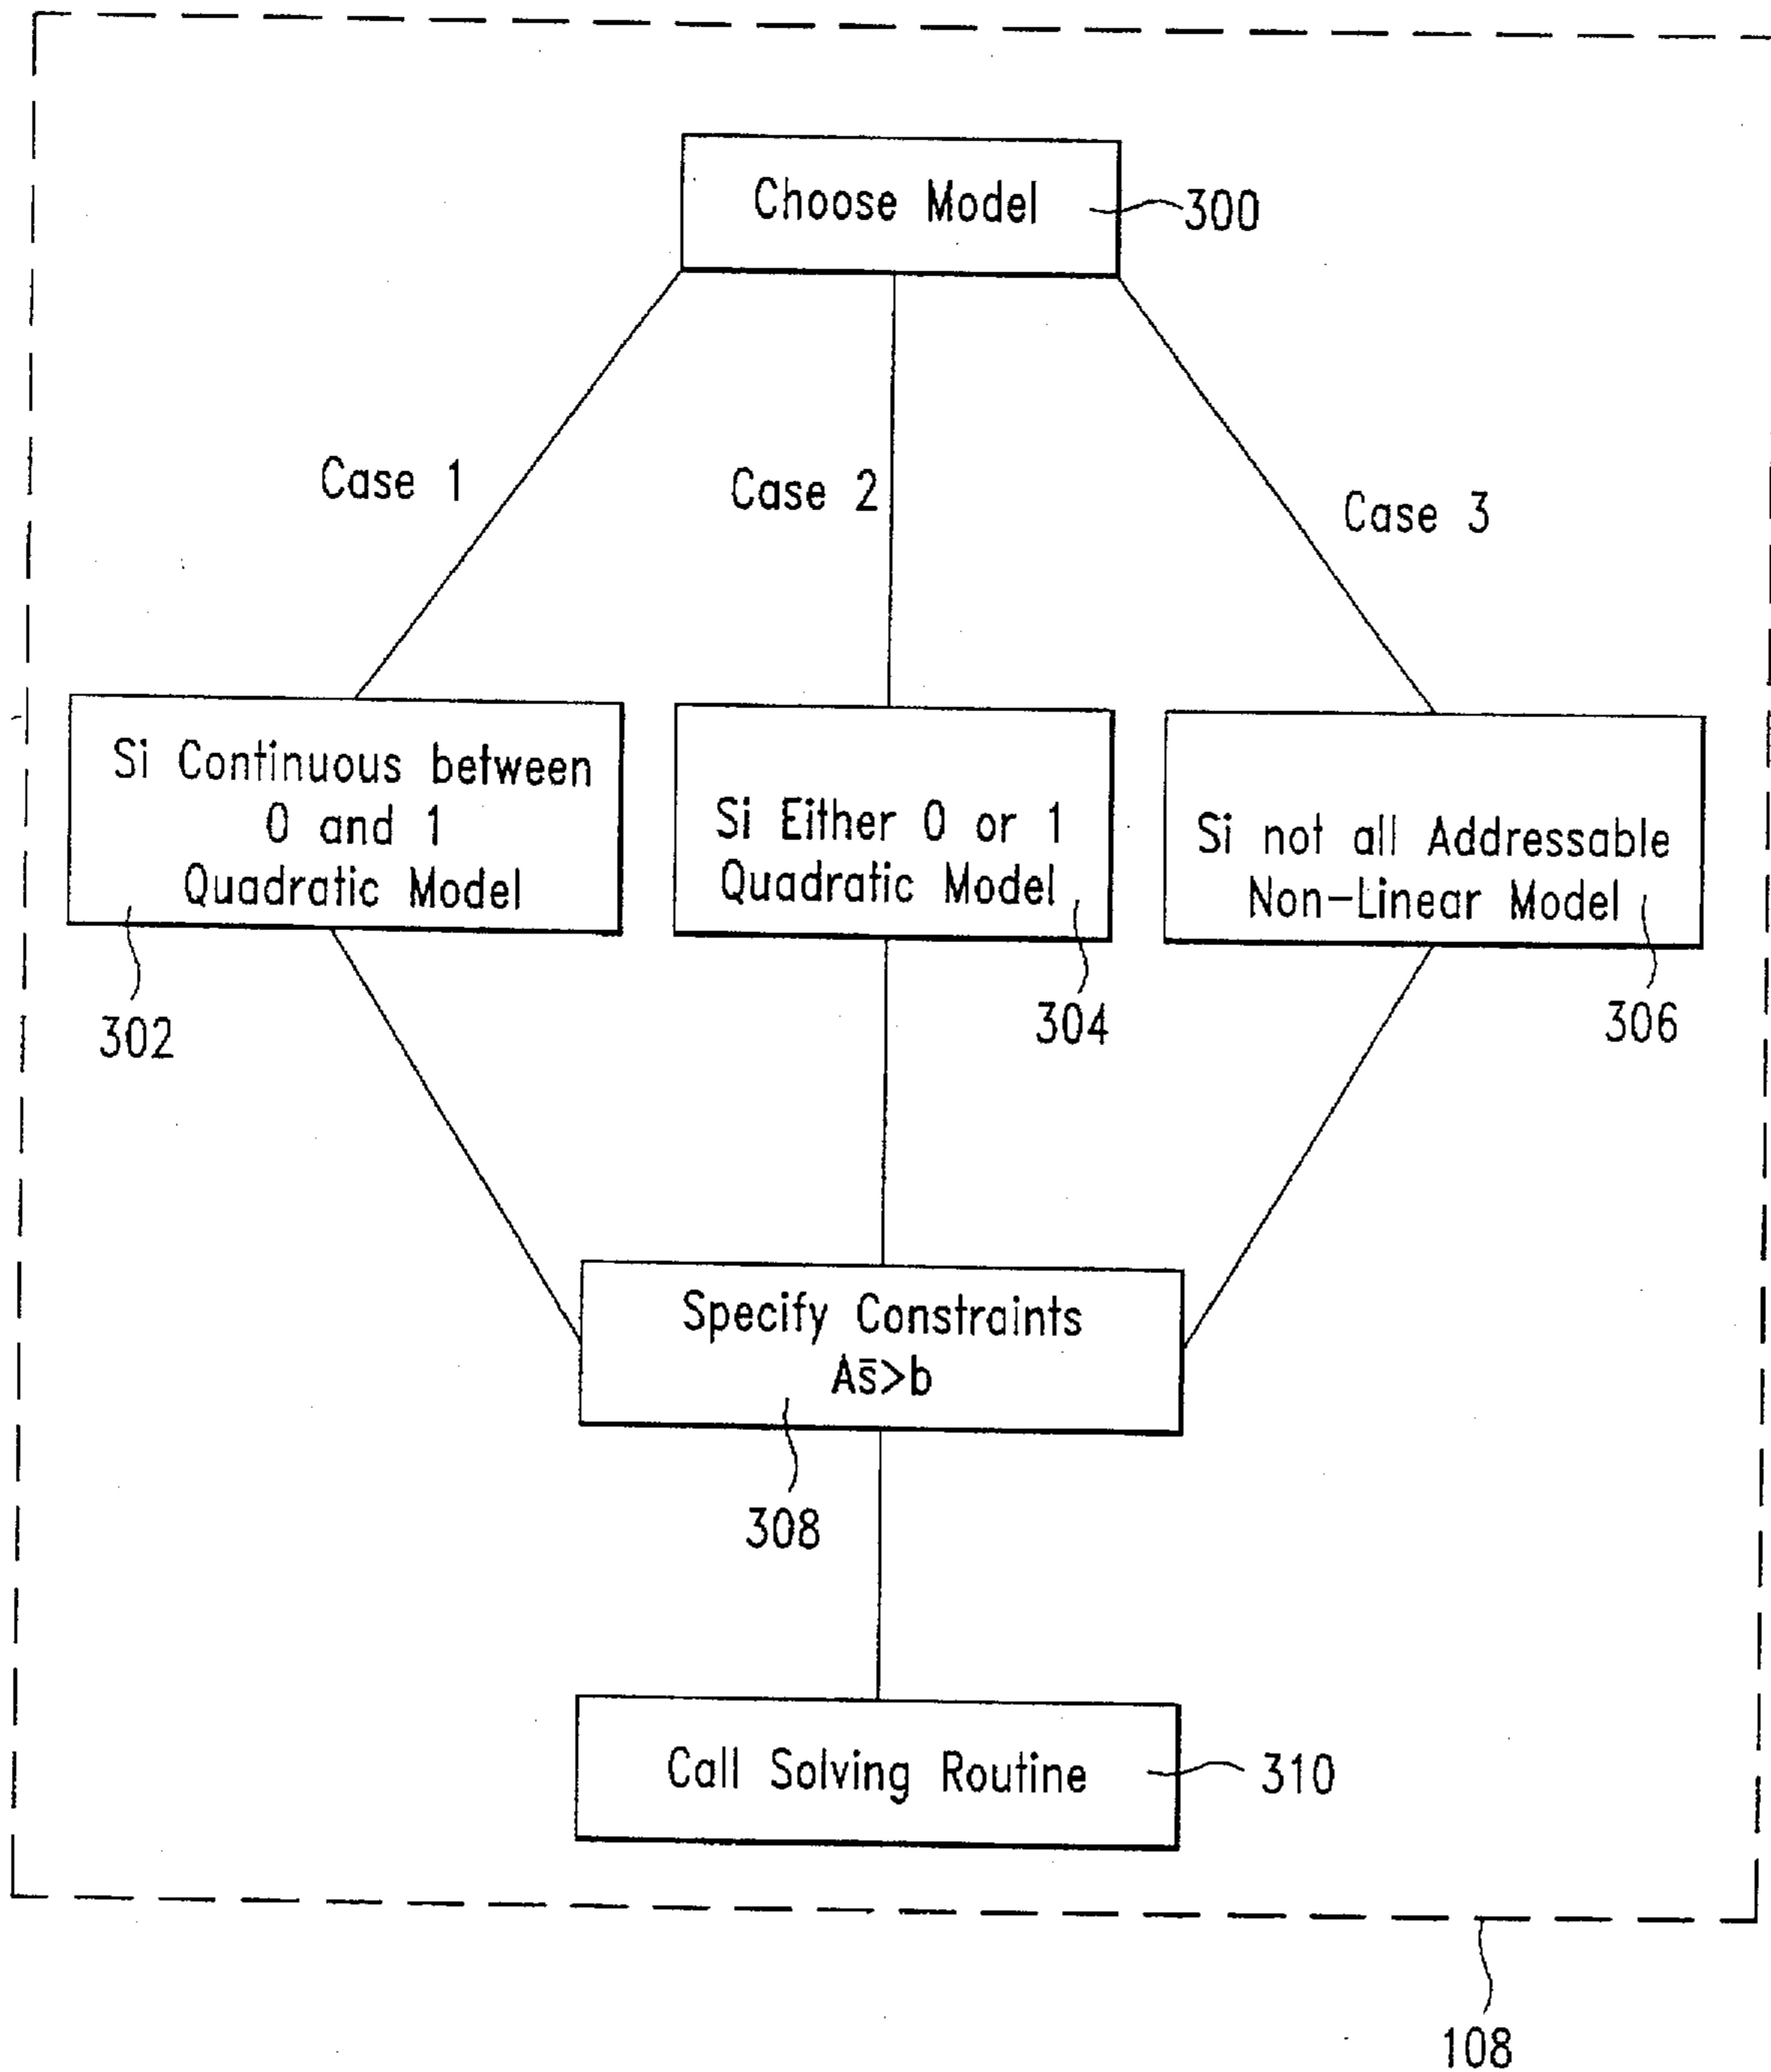 Choose Model
300
Case 1
Case 2
Case 3
Si Continuous between
0 and 1
Quadratic Model
302
Si Either 0 or 1
Quadratic Model
304
Si not all Addressable
Non-Linear Model
306
Specify Constraints
As̄>b
308
Call Solving Routine
310
108